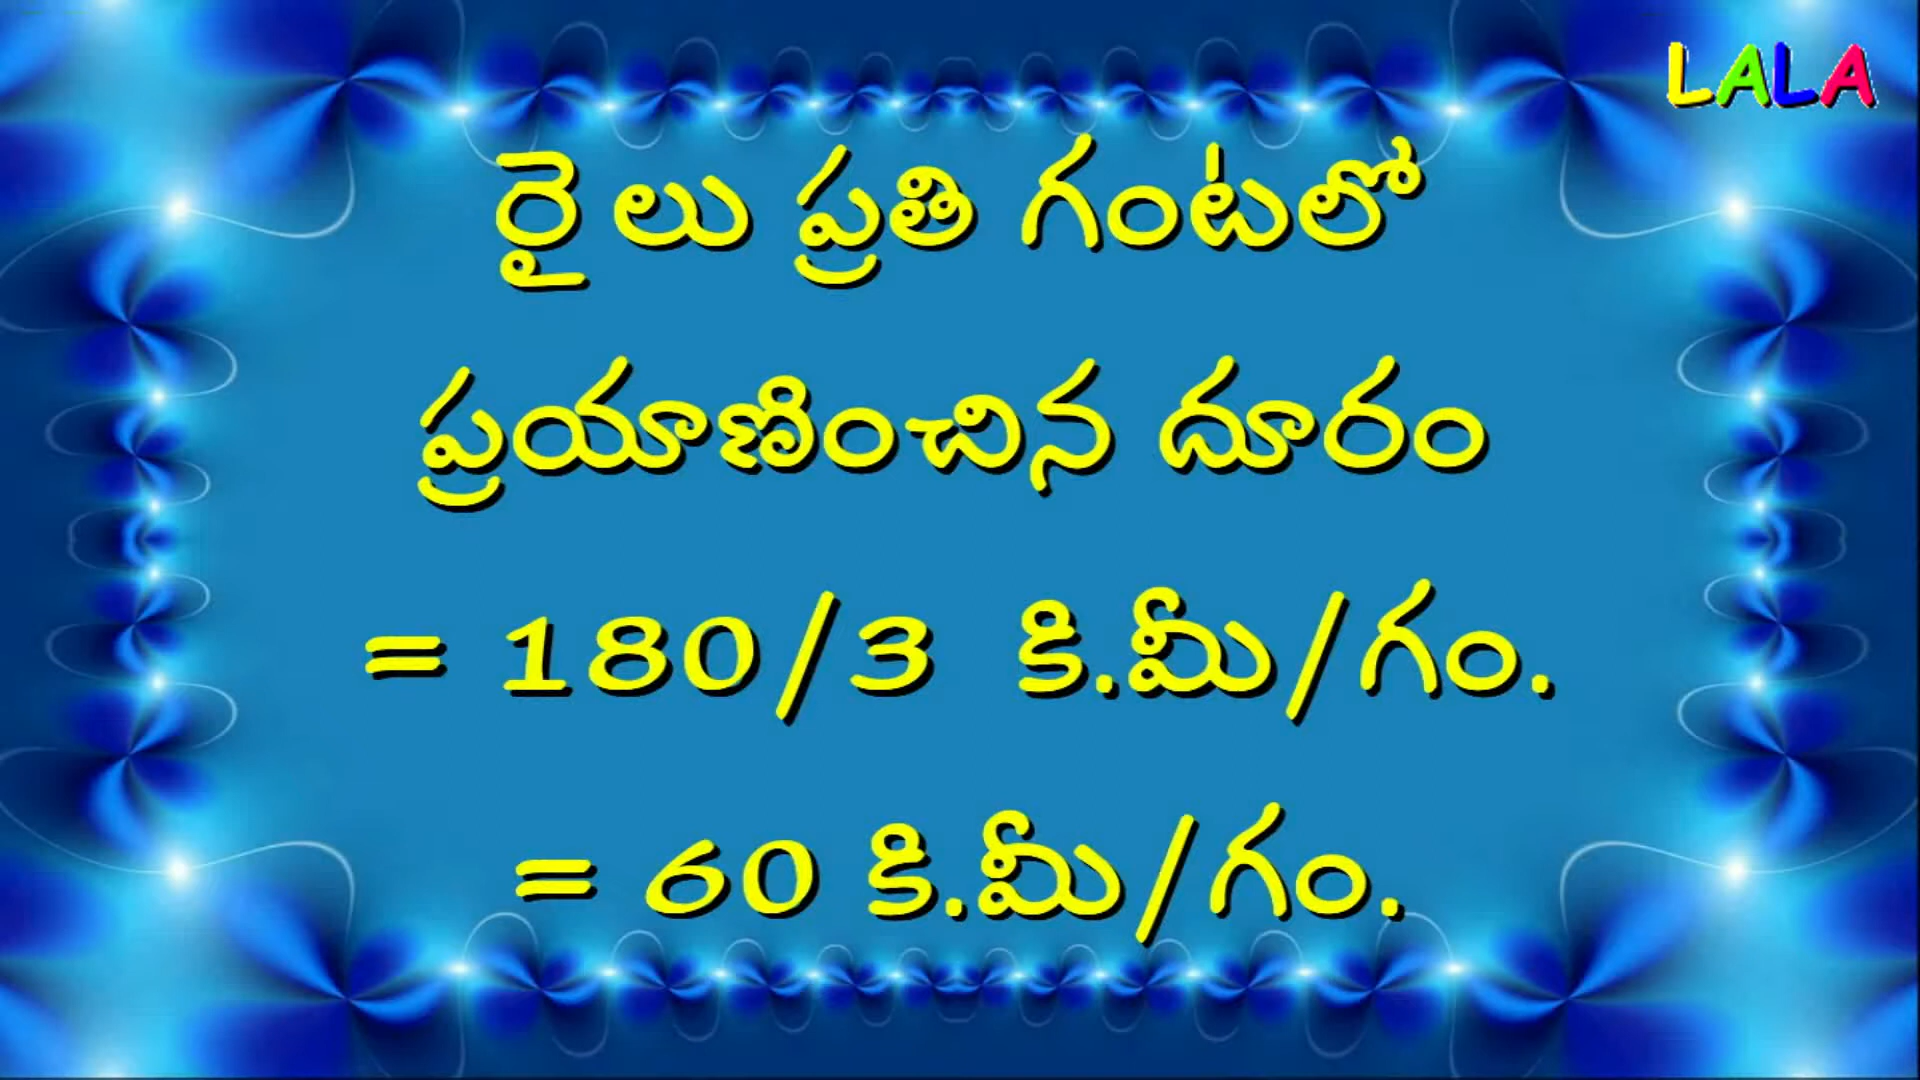 LALA
రైలు ప్రతి గంటలో
ప్రయాణించిన దూరం
= 180/3 కి.మీ/గం.
= 60 కి.మీ/గం.